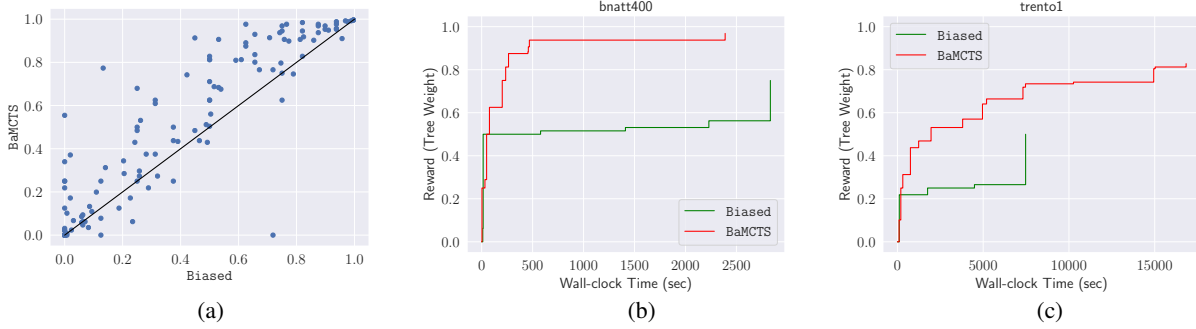 1.0
0.8
0.6
0.4
0.2
0.0
BaMCTS
0.0 0.2 0.4 0.6 0.8 1.0
Biased
(a)
bnatt400
1.0
0.8
0.6
0.4
0.2
0.0
Reward (Tree Weight)
Biased
BaMCTS
0 500 1000 1500 2000 2500
Wall-clock Time (sec)
(b)
trento1
1.0
0.8
0.6
0.4
0.2
0.0
Reward (Tree Weight)
Biased
BaMCTS
0 5000 10000 15000
Wall-clock Time (sec)
(c)